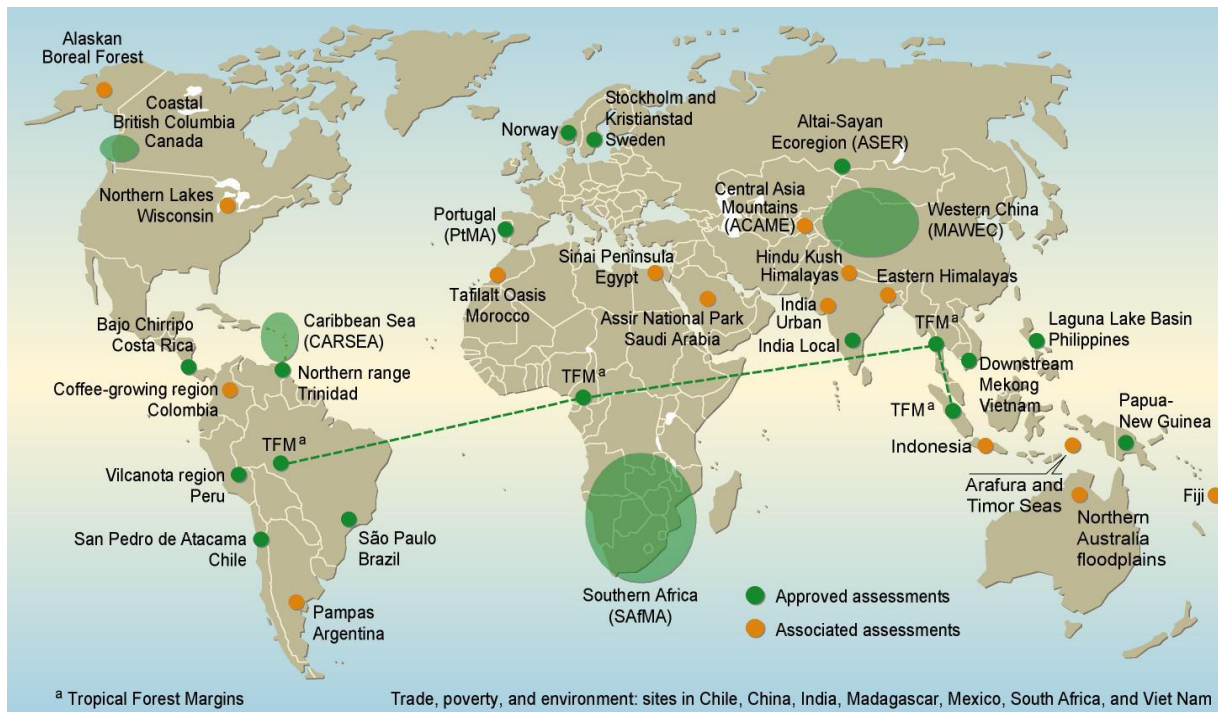 Alaskan
Boreal Forest
Coastal
British Columbia
Canada
Northern Lakes
Wisconsin
Norway
Stockholm and
Kristianstad
Sweden
Altai-Sayan
Ecoregion (ASER)
Portugal
(PtMA)
Central Asia
Mountains
(ACAME)
Western China
(MAWEC)
Sinai Peninsula
Egypt
Hindu Kush
Himalayas
Eastern Himalayas
Tafilalt Oasis
Morocco
Assir National Park
Saudi Arabia
India
Urban
India Local
TFM a
Laguna Lake Basin
Philippines
Bajo Chirripo
Costa Rica
Caribbean Sea
(CARSEA)
Northern range
Trinidad
Coffee-growing region
Colombia
TFM a
Downstream
Mekong
Vietnam
TFM a
Papua-
New Guinea
TFM a
Indonesia
Vilcanota region
Peru
Arafura and
Timor Seas
Fiji
Northern
Australia
floodplains
San Pedro de Atacama
Chile
São Paulo
Brazil
Southern Africa
(SAfMA)
Pampas
Argentina
Approved assessments
Associated assessments
a Tropical Forest Margins
Trade, poverty, and environment: sites in Chile, China, India, Madagascar, Mexico, South Africa, and Viet Nam